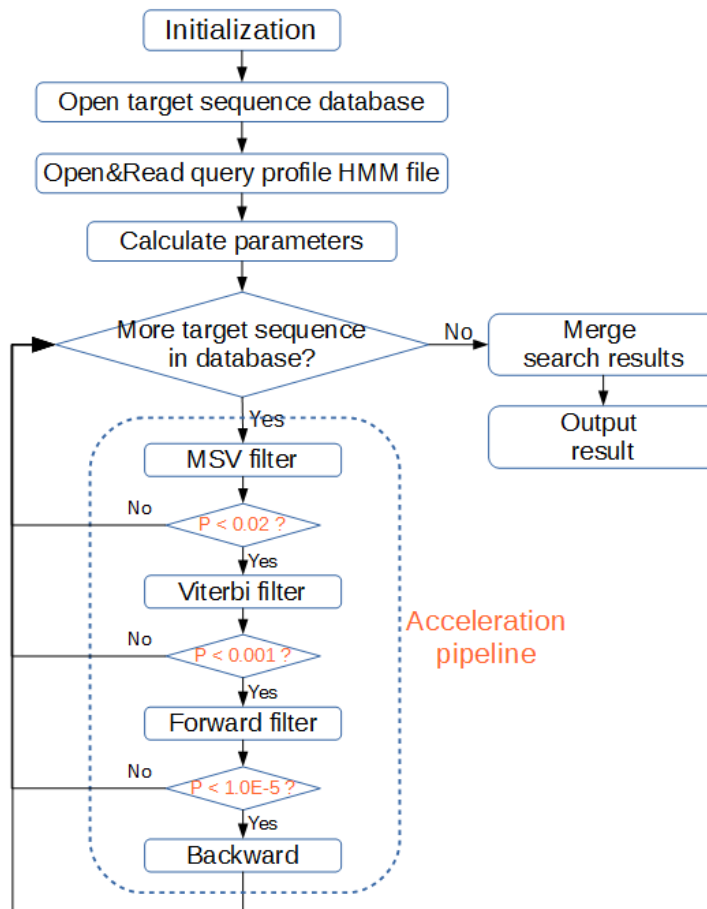 Initialization
Open target sequence database
Open&Read query profile HMM file
Calculate parameters
More target sequence
in database?
No
Merge
search results
Output
result
Yes
MSV filter
No
P < 0.02 ?
Yes
Viterbi filter
No
P < 0.001 ?
Yes
Forward filter
No
P < 1.0E-5 ?
Yes
Backward
Acceleration
pipeline